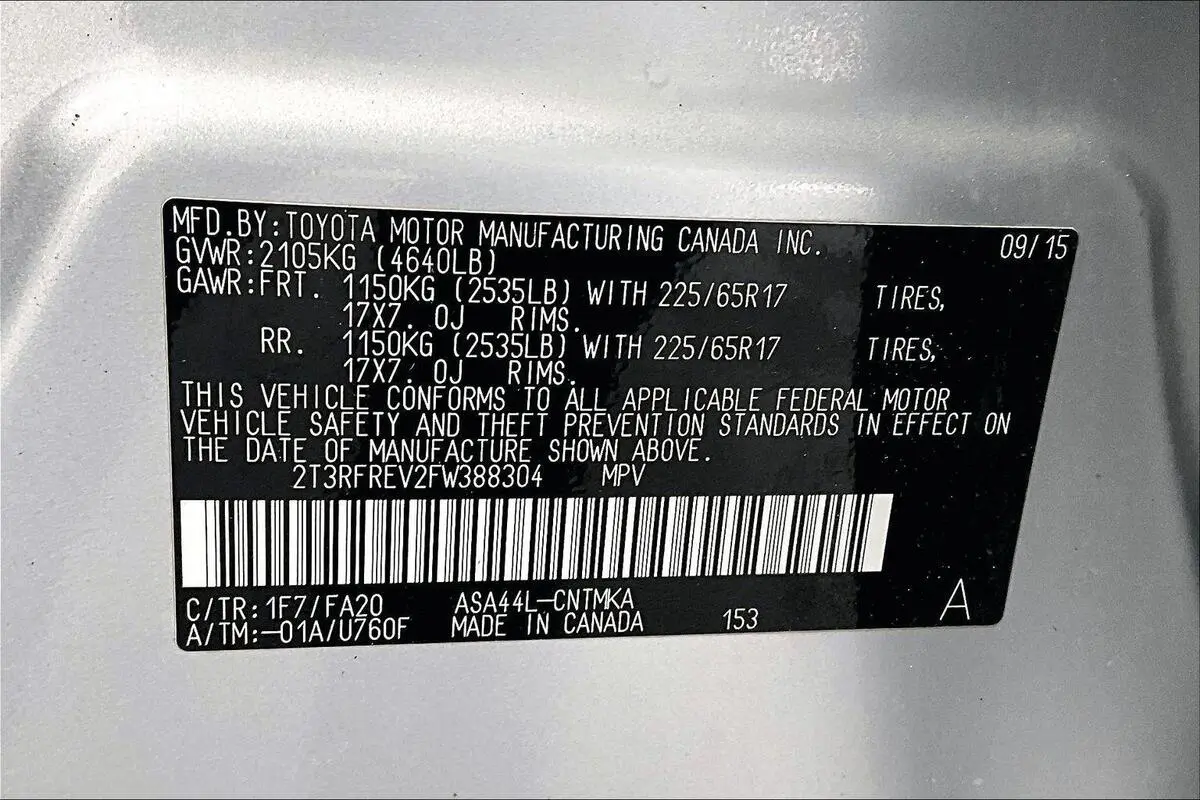 MFD.BY:TOYOTA MOTOR MANUFACTURING CANADA INC. 09/15
GVWR:2105KG (4640LB)
GAWR:FRT. 1150KG (2535LB) WITH 225/65R17 TIRES,
17X7. 0J RIMS.
RR. 1150KG (2535LB) WITH 225/65R17 TIRES,
17X7. 0J RIMS.
THIS VEHICLE CONFORMS TO ALL APPLICABLE FEDERAL MOTOR
VEHICLE SAFETY AND THEFT PREVENTION STANDARDS IN EFFECT ON
THE DATE OF MANUFACTURE SHOWN ABOVE.
2T3RFREV2FW388304 MPV
C/TR:1F7/FA20 ASA44L-CNTMKA
A/TM:-01A/U760F MADE IN CANADA 153 A